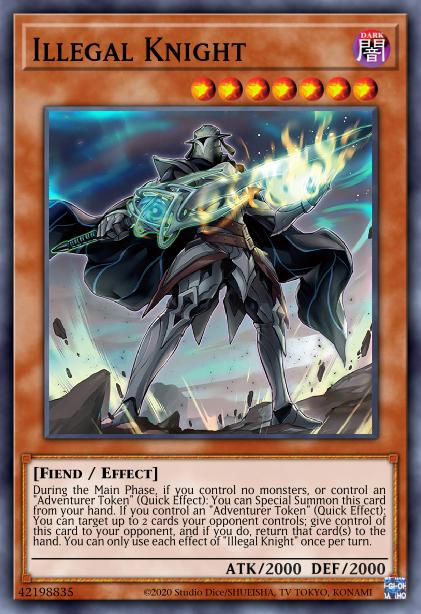 Illegal Knight
DARK
闇
[Fiend / Effect]
During the Main Phase, if you control no monsters, or control an
"Adventurer Token" (Quick Effect): You can Special Summon this card
from your hand. If you control an "Adventurer Token" (Quick Effect):
You can target up to 2 cards your opponent controls; give control of
this card to your opponent, and if you do, return that card(s) to the
hand. You can only use each effect of "Illegal Knight" once per turn.
ATK/2000 DEF/2000
42198835 ©2020 Studio Dice/SHUEISHA, TV TOKYO, KONAMI